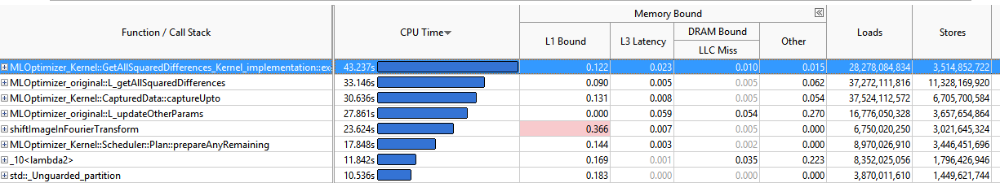 Memory Bound
Function / Call Stack CPU Time L1 Bound L3 Latency DRAM Bound Other Loads Stores
LLC Miss
MLOptimizer_Kernel::GetAllSquaredDifferences_Kernel_implementation::exe 43.237s 0.122 0.023 0.010 0.015 28,278,084,834 3,514,852,722
MLOptimizer_original::L_getAllSquaredDifferences 33.146s 0.090 0.005 0.005 0.062 37,272,111,816 11,328,169,920
MLOptimizer_Kernel::CapturedData::captureUpto 30.636s 0.131 0.008 0.005 0.054 37,524,112,572 6,705,700,584
MLOptimizer_original::L_updateOtherParams 27.861s 0.000 0.059 0.054 0.270 16,776,050,328 3,657,654,864
shiftImageInFourierTransform 23.624s 0.366 0.007 0.005 0.000 6,750,020,250 3,021,645,324
MLOptimizer_Kernel::Scheduler::Plan::prepareAnyRemaining 17.848s 0.144 0.003 0.002 0.000 8,970,026,910 3,446,451,696
_10<lambda2> 11.842s 0.169 0.001 0.035 0.223 8,352,025,056 1,796,426,946
std::_Unguarded_partition 10.536s 0.183 0.000 0.000 0.000 3,870,011,610 1,449,621,744